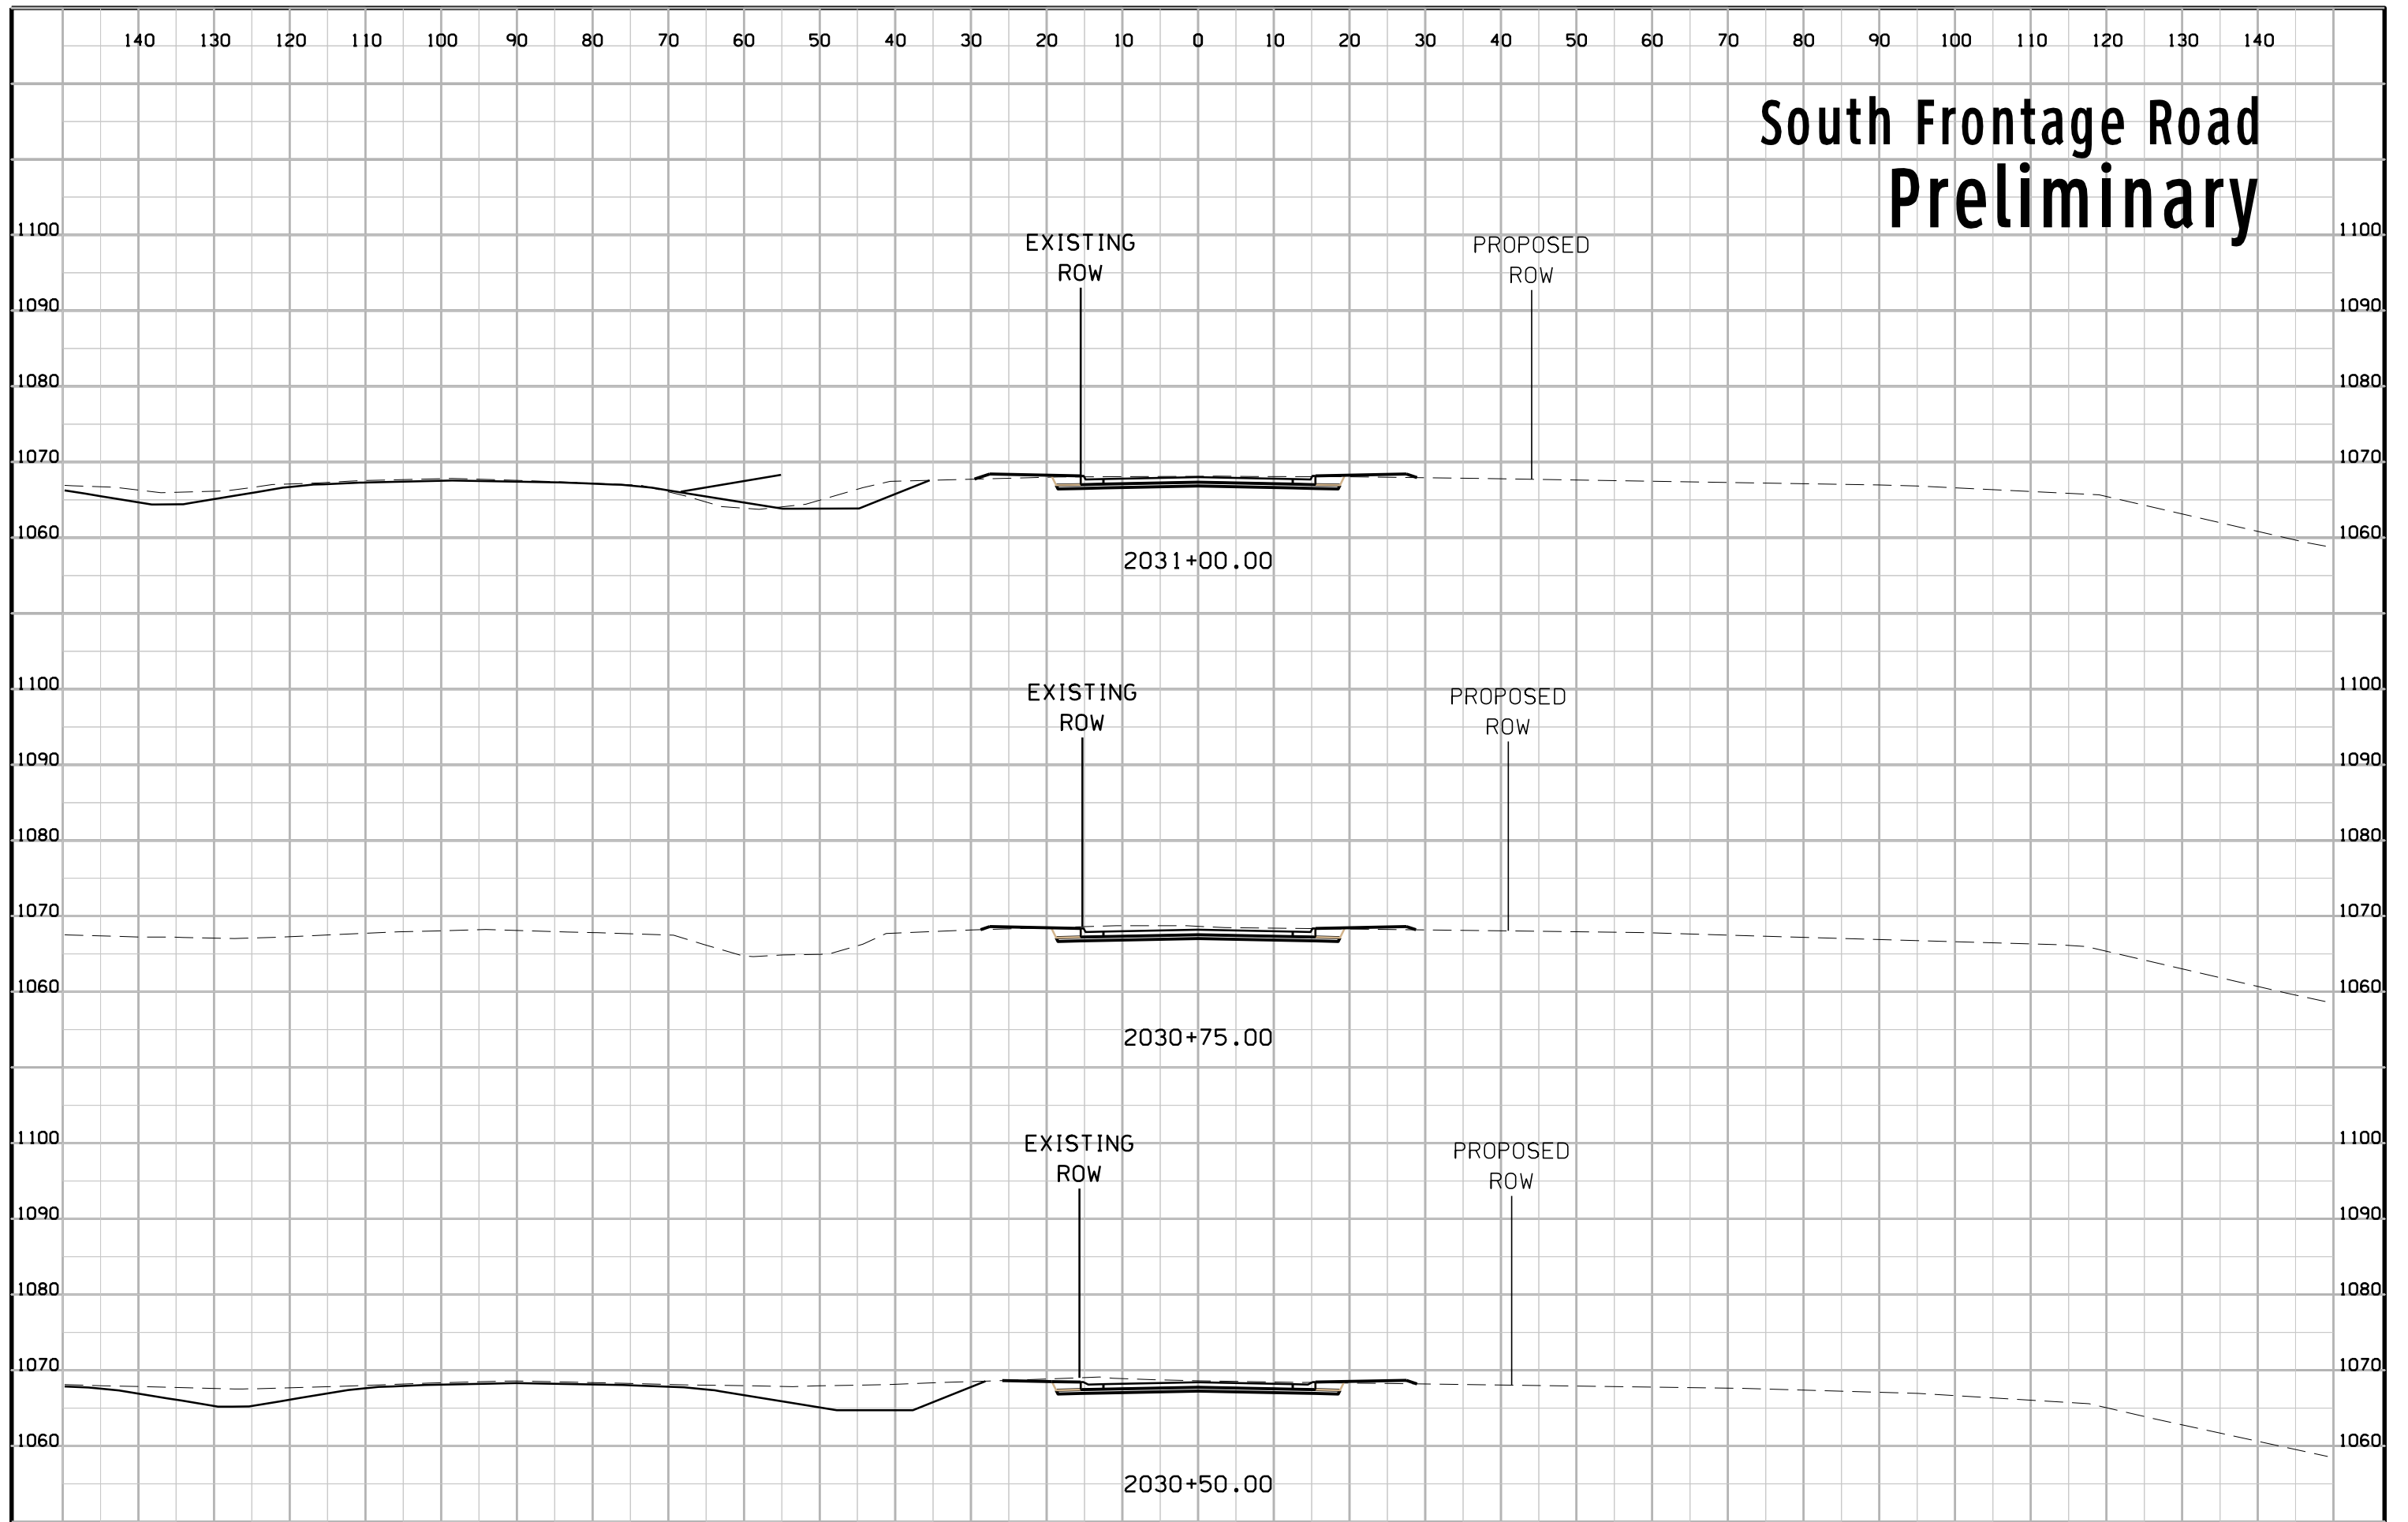 140 130 120 110 100 90 80 70 60 50 40 30 20 10 0 10 20 30 40 50 60 70 80 90 100 110 120 130 140
South Frontage Road
Preliminary
1100 1100
EXISTING PROPOSED
ROW ROW
1090 1090
1080 1080
1070 1070
1060 1060
2031+00.00
1100 1100
EXISTING PROPOSED
ROW ROW
1090 1090
1080 1080
1070 1070
1060 1060
2030+75.00
1100 1100
EXISTING PROPOSED
ROW ROW
1090 1090
1080 1080
1070 1070
1060 1060
2030+50.00